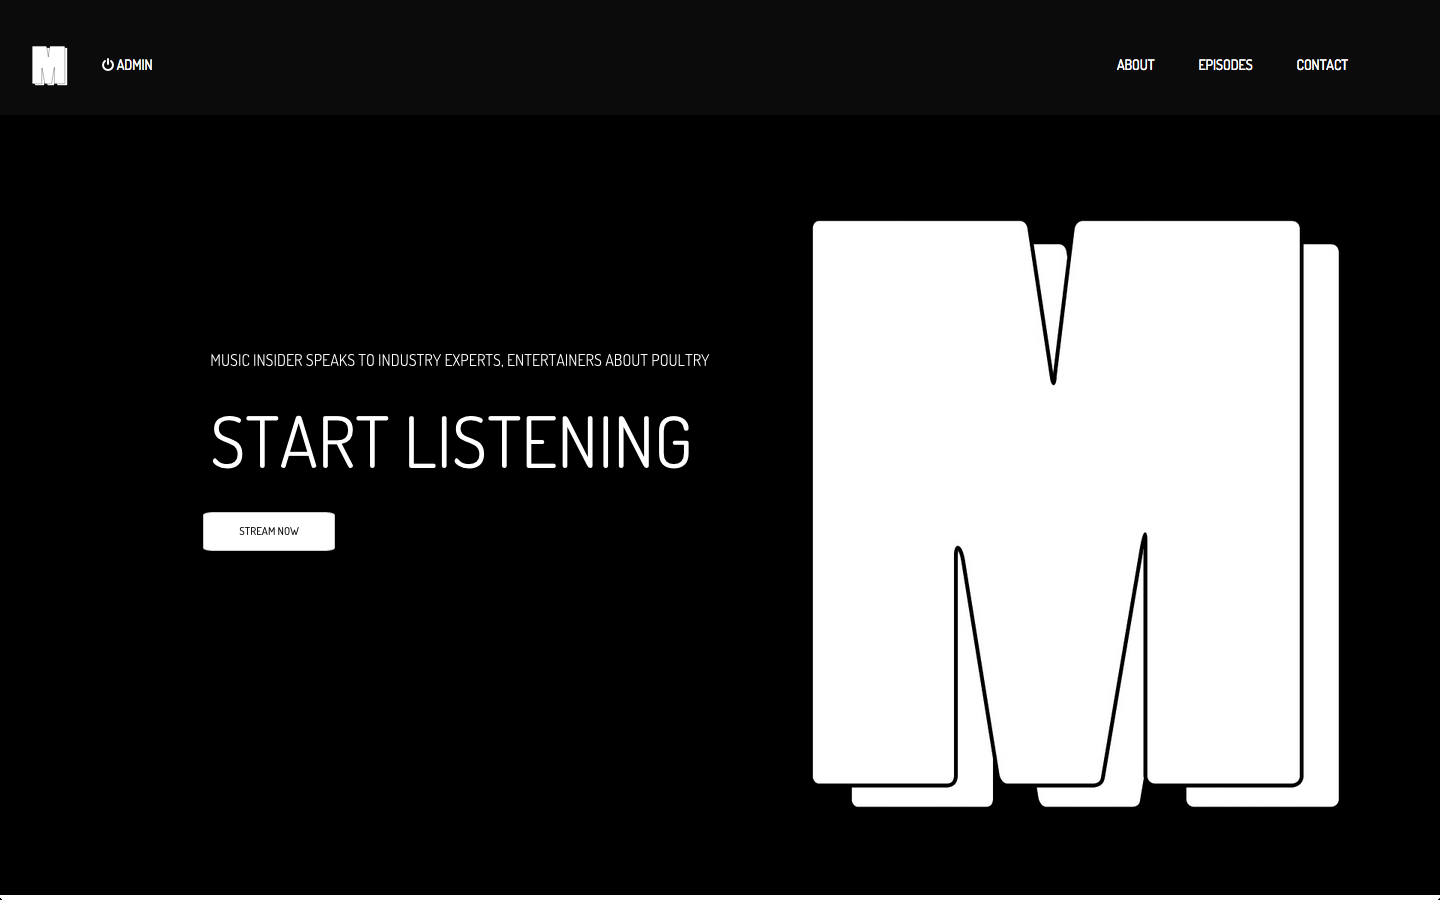 M
ADMIN
ABOUT
EPISODES
CONTACT
MUSIC INSIDER SPEAKS TO INDUSTRY EXPERTS, ENTERTAINERS ABOUT POULTRY
START LISTENING
STREAM NOW
M